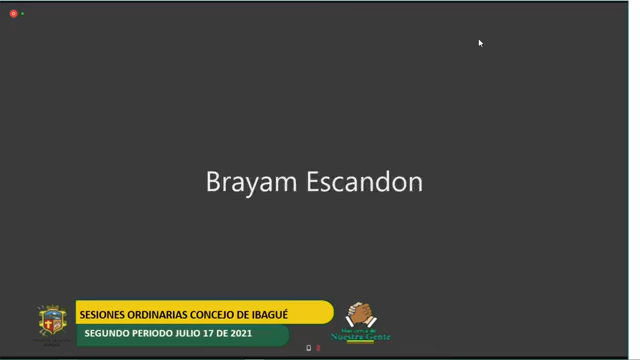 Brayam Escandon
SESIONES ORDINARIAS CONCEJO DE IBAGUÉ
SEGUNDO PERIODO JULIO 17 DE 2021
Nuestra Gente